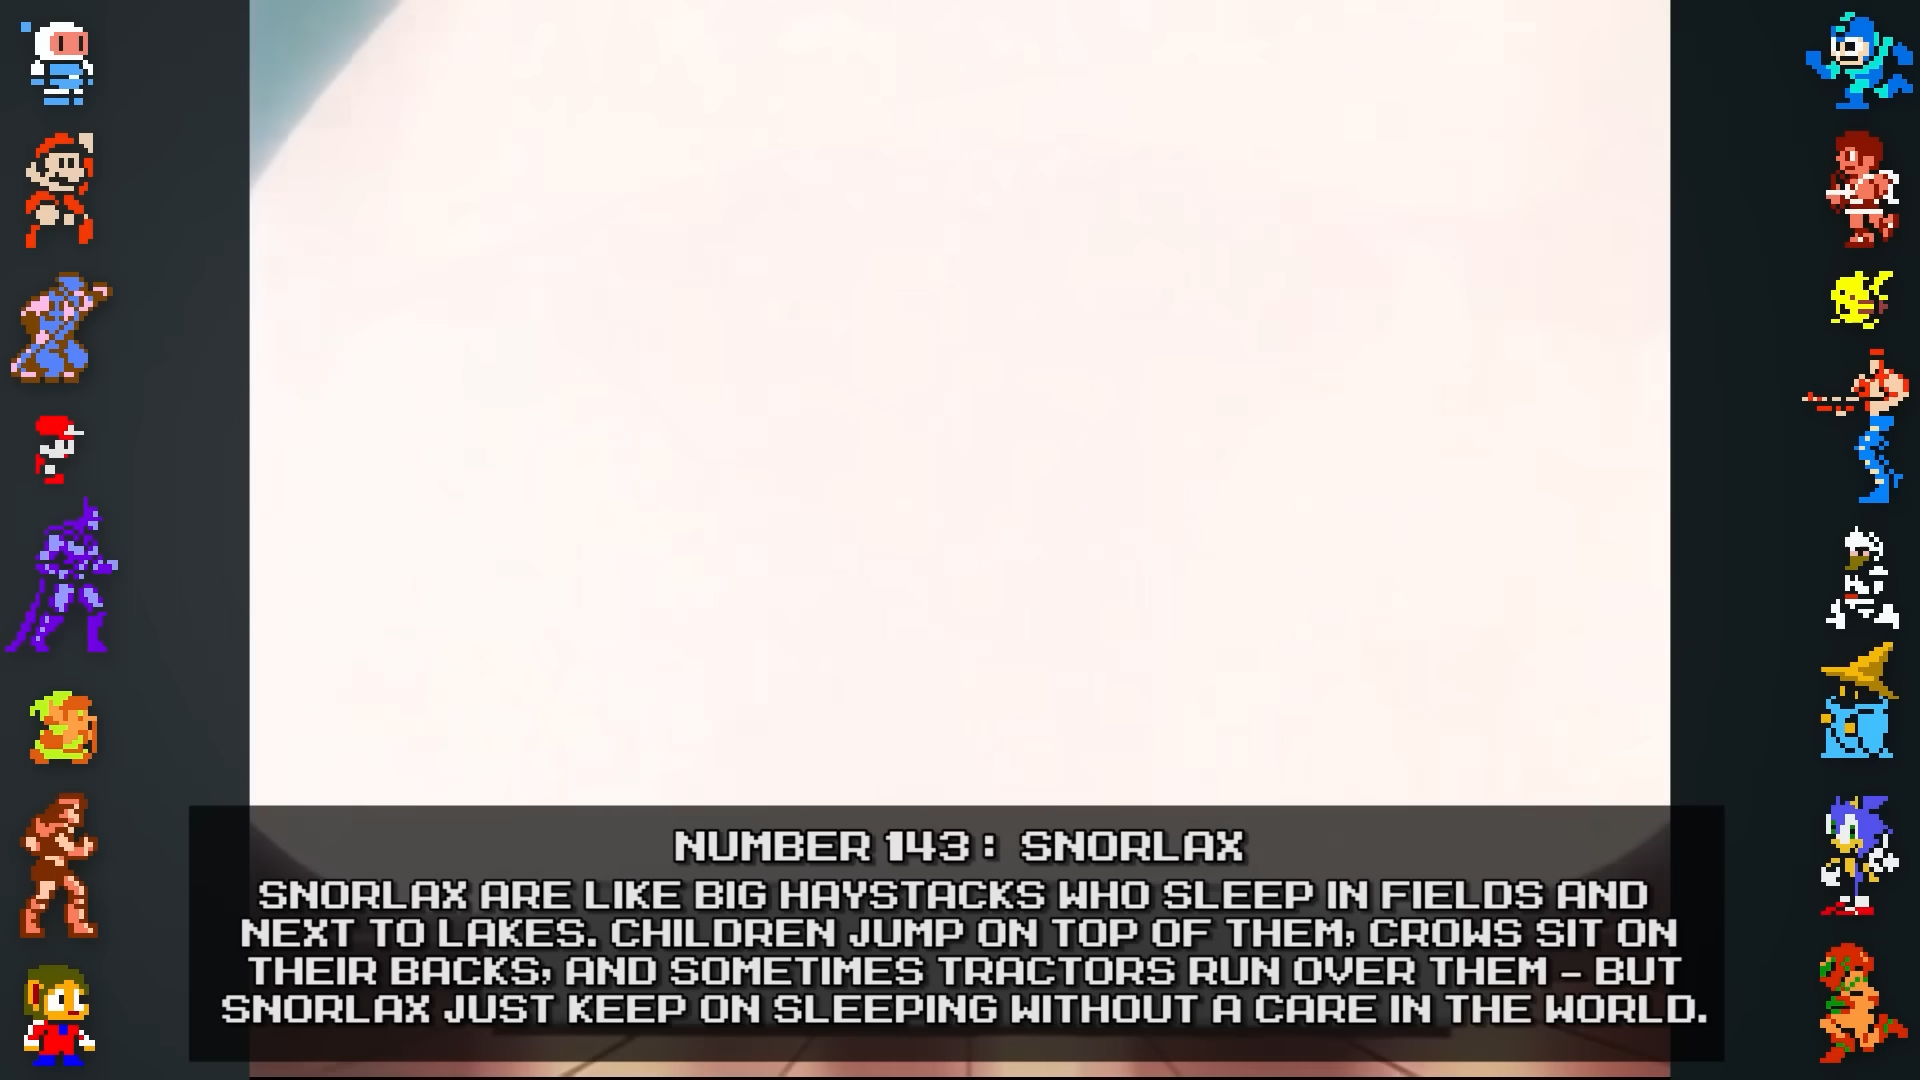 NUMBER 143: SNORLAX
SNORLAX ARE LIKE BIG HAYSTACKS WHO SLEEP IN FIELDS AND
NEXT TO LAKES. CHILDREN JUMP ON TOP OF THEM, CROWS SIT ON
THEIR BACKS, AND SOMETIMES TRACTORS RUN OVER THEM - BUT
SNORLAX JUST KEEP ON SLEEPING WITHOUT A CARE IN THE WORLD.